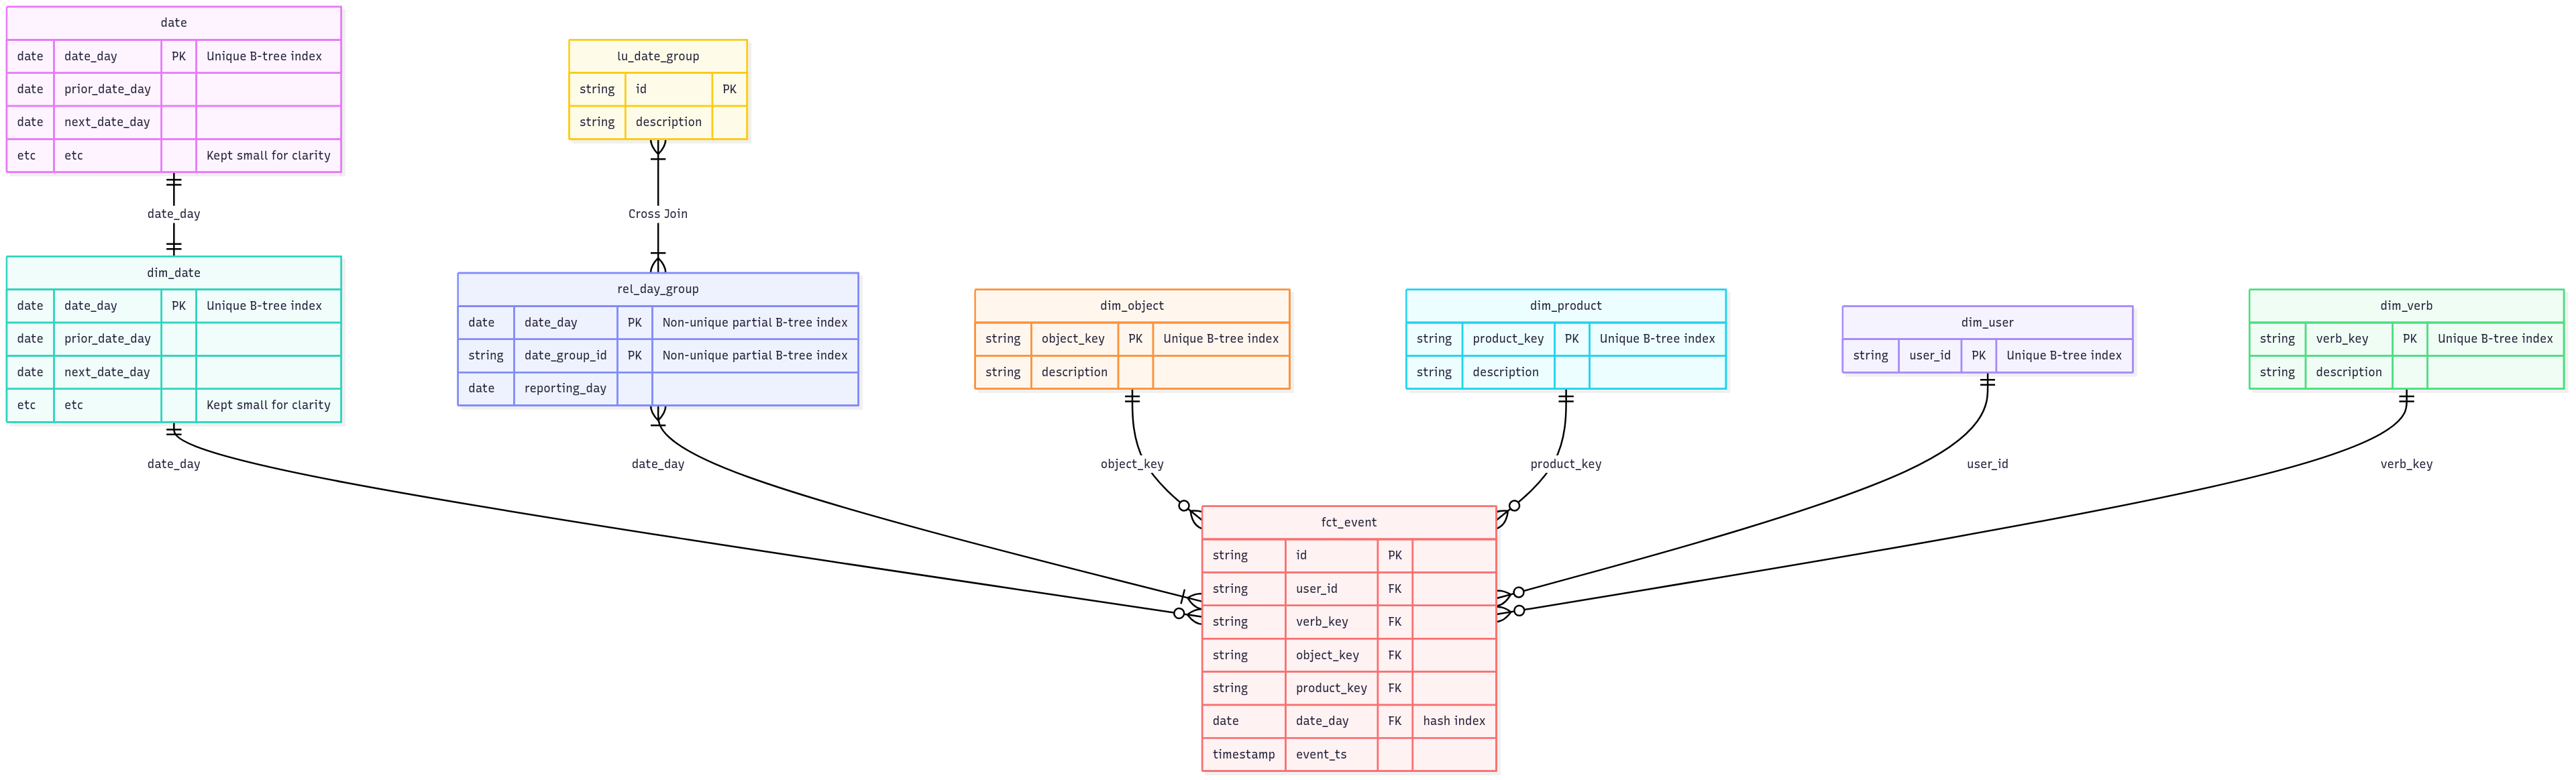 date
date date_day PK Unique B-tree index
date prior_date_day
date next_date_day
etc etc Kept small for clarity
lu_date_group
string id PK
string description
date_day
Cross Join
dim_date
date date_day PK Unique B-tree index
date prior_date_day
date next_date_day
etc etc Kept small for clarity
rel_day_group
date date_day PK Non-unique partial B-tree index
string date_group_id PK Non-unique partial B-tree index
date reporting_day
dim_object
string object_key PK Unique B-tree index
string description
dim_product
string product_key PK Unique B-tree index
string description
dim_user
string user_id PK Unique B-tree index
dim_verb
string verb_key PK Unique B-tree index
string description
date_day
date_day
object_key
product_key
user_id
verb_key
fct_event
string id PK
string user_id FK
string verb_key FK
string object_key FK
string product_key FK
date date_day FK hash index
timestamp event_ts